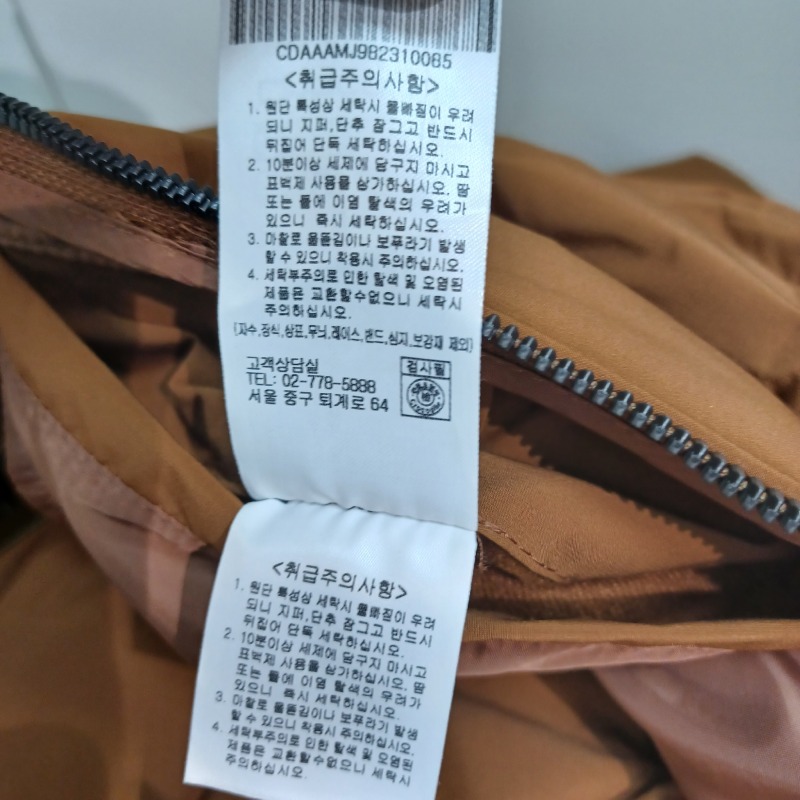 CDAAAMJ982310085
<취급주의사항>
1. 원단 특성상 세탁시 물빠짐이 우려
되니 지퍼,단추 잠그고 반드시
뒤집어 단독 세탁하십시오.
2. 10분이상 세제에 담구지 마시고
표백제 사용을 삼가하십시오. 땀
또는 물에 이염 탈색의 우려가
있으니 즉시 세탁하십시오.
3. 마찰로 올뜯김이나 보푸라기 발생
할 수 있으니 착용시 주의하십시오.
4. 세탁부주의로 인한 탈색 및 오염된
제품은 교환할수없으니 세탁시
주의하십시오.
(자수,장식,상표,무늬,레이스,밴드,심지,보강재 제외)
고객상담실
TEL: 02-778-5888
서울 중구 퇴계로 64
검사필
<취급주의사항>
1. 원단 특성상 세탁시 물빠짐이 우려
되니 지퍼,단추 잠그고 반드시
뒤집어 단독 세탁하십시오.
2. 10분이상 세제에 담구지 마시고
표백제 사용을 삼가하십시오. 땀
또는 물에 이염 탈색의 우려가
있으니 즉시 세탁하십시오.
3. 마찰로 올뜯김이나 보푸라기 발생
할 수 있으니 착용시 주의하십시오.
4. 세탁부주의로 인한 탈색 및 오염된
제품은 교환할수없으니 세탁시
주의하십시오.